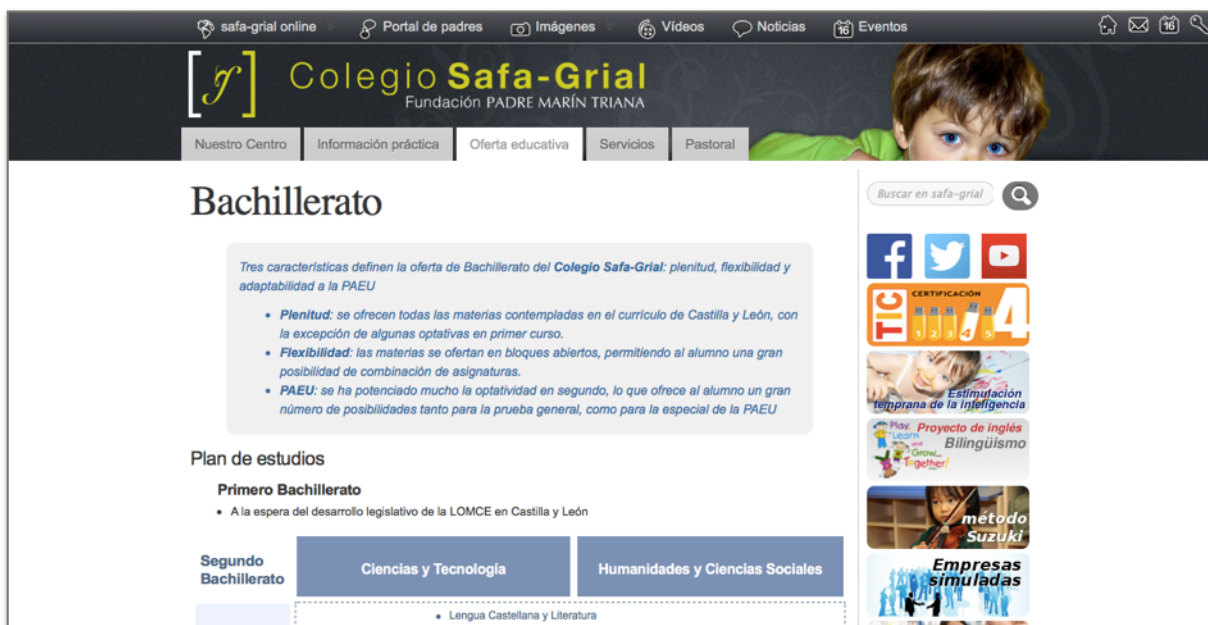 safa-grial online
Portal de padres
Imágenes
Vídeos
Noticias
16
Eventos
16
Colegio Safa-Grial
Fundación PADRE MARÍN TRIANA
Nuestro Centro
Información práctica
Oferta educativa
Servicios
Pastoral
Bachillerato
Buscar en safa-grial
Tres características definen la oferta de Bachillerato del Colegio Safa-Grial: plenitud, flexibilidad y
adaptabilidad a la PAEU
• Plenitud: se ofrecen todas las materias contempladas en el currículo de Castilla y León, con
la excepción de algunas optativas en primer curso.
• Flexibilidad: las materias se ofertan en bloques abiertos, permitiendo al alumno una gran
posibilidad de combinación de asignaturas.
• PAEU: se ha potenciado mucho la optatividad en segundo, lo que ofrece al alumno un gran
número de posibilidades tanto para la prueba general, como para la especial de la PAEU
Plan de estudios
Primero Bachillerato
• A la espera del desarrollo legislativo de la LOMCE en Castilla y León
Segundo
Bachillerato
Ciencias y Tecnología
Humanidades y Ciencias Sociales
• Lengua Castellana y Literatura
TIC
CERTIFICACIÓN
4
1 2 3 4 5
Estimulación
temprana de la inteligencia
Play,
Learn
and
Grow...
Together!
Proyecto de inglés
Bilingüismo
método
Suzuki
Empresas
simuladas